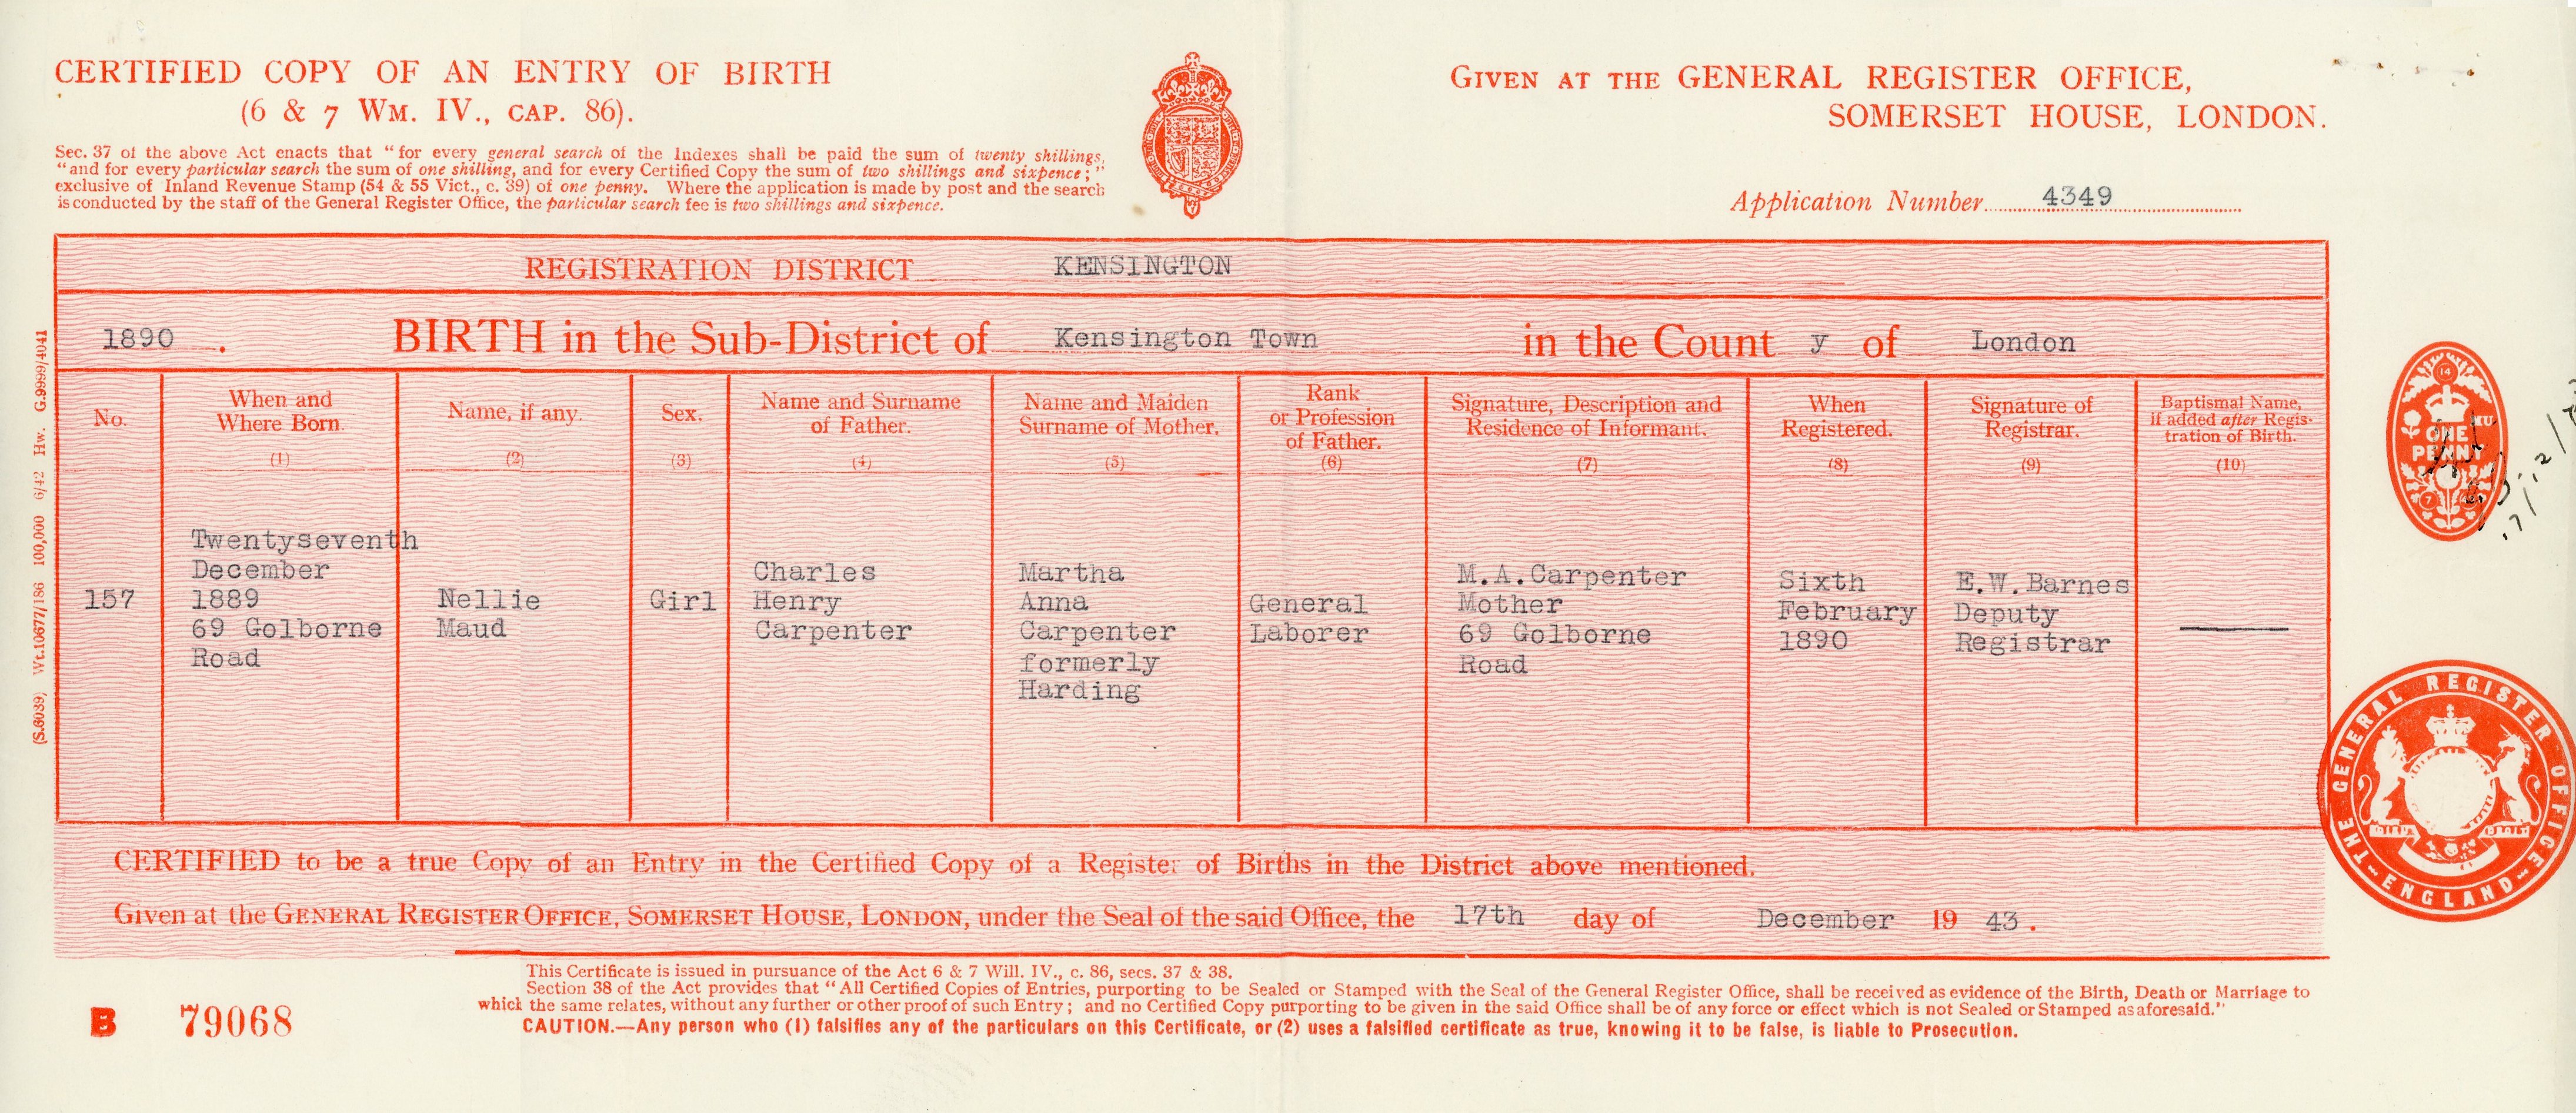 CERTIFIED COPY OF AN ENTRY OF BIRTH
(6 & 7 WM. IV., CAP. 86).
GIVEN AT THE GENERAL REGISTER OFFICE,
SOMERSET HOUSE, LONDON.
Sec. 37 of the above Act enacts that “for every general search of the Indexes shall be paid the sum of twenty shillings,
“and for every particular search the sum of one shilling, and for every Certified Copy the sum of two shillings and sixpence;”
exclusive of Inland Revenue Stamp (54 & 55 Vict., c. 39) of one penny. Where the application is made by post and the search
is conducted by the staff of the General Register Office, the particular search fee is two shillings and sixpence.
Application Number 4349
REGISTRATION DISTRICT KENSINGTON
1890. BIRTH in the Sub-District of Kensington Town in the County of London
No.
When and
Where Born.
(1)
Name, if any.
(2)
Sex.
(3)
Name and Surname
of Father.
(4)
Name and Maiden
Surname of Mother.
(5)
Rank
or Profession
of Father.
(6)
Signature, Description and
Residence of Informant.
(7)
When
Registered.
(8)
Signature of
Registrar.
(9)
Baptismal Name,
if added after Regis-
tration of Birth.
(10)
157
Twentyseventh
December
1889
69 Golborne
Road
Nellie
Maud
Girl
Charles
Henry
Carpenter
Martha
Anna
Carpenter
formerly
Harding
General
Laborer
M.A.Carpenter
Mother
69 Golborne
Road
Sixth
February
1890
E.W.Barnes
Deputy
Registrar
CERTIFIED to be a true Copy of an Entry in the Certified Copy of a Register of Births in the District above mentioned.
Given at the GENERAL REGISTER OFFICE, SOMERSET HOUSE, LONDON, under the Seal of the said Office, the 17th day of December 1943.
This Certificate is issued in pursuance of the Act 6 & 7 Will. IV., c. 86, secs. 37 & 38.
Section 38 of the Act provides that “All Certified Copies of Entries, purporting to be Sealed or Stamped with the Seal of the General Register Office, shall be received as evidence of the Birth, Death or Marriage to
which the same relates, without any further or other proof of such Entry; and no Certified Copy purporting to be given in the said Office shall be of any force or effect which is not Sealed or Stamped as aforesaid.”
CAUTION.—Any person who (1) falsifies any of the particulars on this Certificate, or (2) uses a falsified certificate as true, knowing it to be false, is liable to Prosecution.
B 79068
(S.6039) Wt.10677/186 100,000 6/42 Hw. G.9999/4041
14
ONE
PENNY
THE GENERAL REGISTER OFFICE
ENGLAND